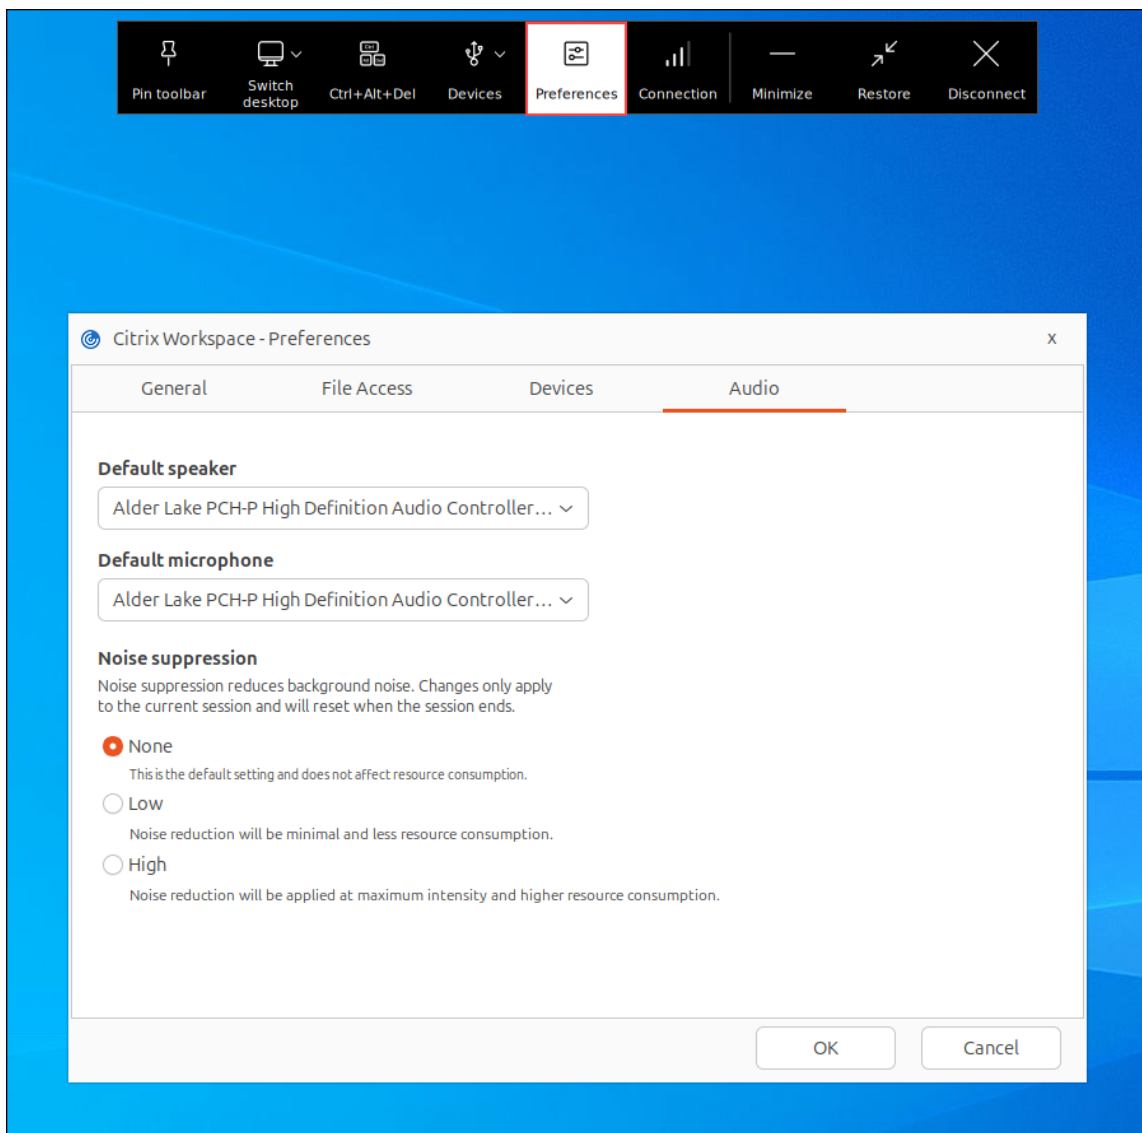 Pin toolbar
Switch
desktop
Ctrl+Alt+Del
Devices
Preferences
Connection
Minimize
Restore
Disconnect
Citrix Workspace - Preferences
x
General
File Access
Devices
Audio
Default speaker
Alder Lake PCH-P High Definition Audio Controller...
Default microphone
Alder Lake PCH-P High Definition Audio Controller...
Noise suppression
Noise suppression reduces background noise. Changes only apply
to the current session and will reset when the session ends.
None
This is the default setting and does not affect resource consumption.
Low
Noise reduction will be minimal and less resource consumption.
High
Noise reduction will be applied at maximum intensity and higher resource consumption.
OK
Cancel